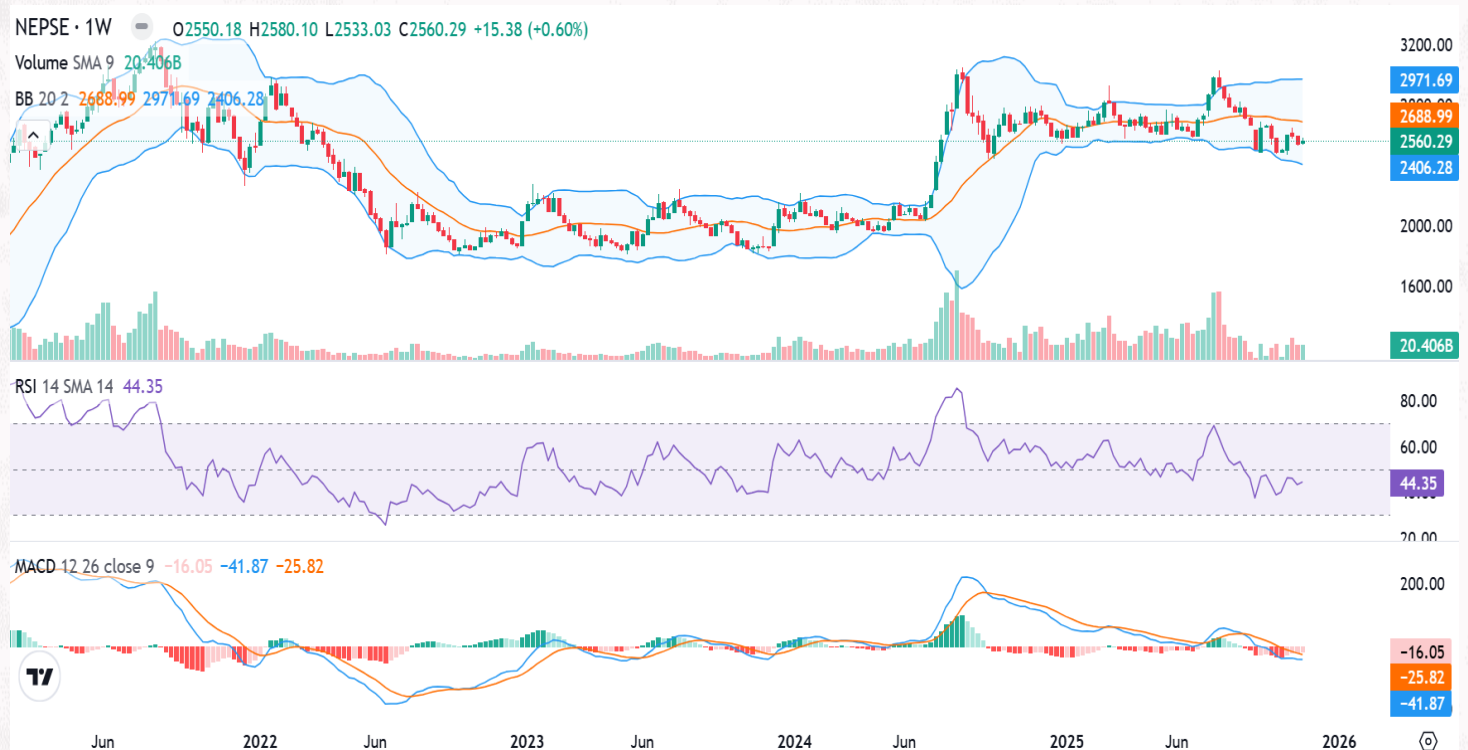 NEPSE · 1W O2550.18 H2580.10 L2533.03 C2560.29 +15.38 (+0.60%)
Volume SMA 9 20.406B
BB 20 2 2688.99 2971.69 2406.28
3200.00
2971.69
2800.00
2688.99
2560.29
2406.28
2000.00
1600.00
20.406B
RSI 14 SMA 14 44.35
80.00
60.00
44.35
40.00
20.00
MACD 12 26 close 9 −16.05 −41.87 −25.82
200.00
−16.05
−25.82
−41.87
Jun 2022 Jun 2023 Jun 2024 Jun 2025 Jun 2026